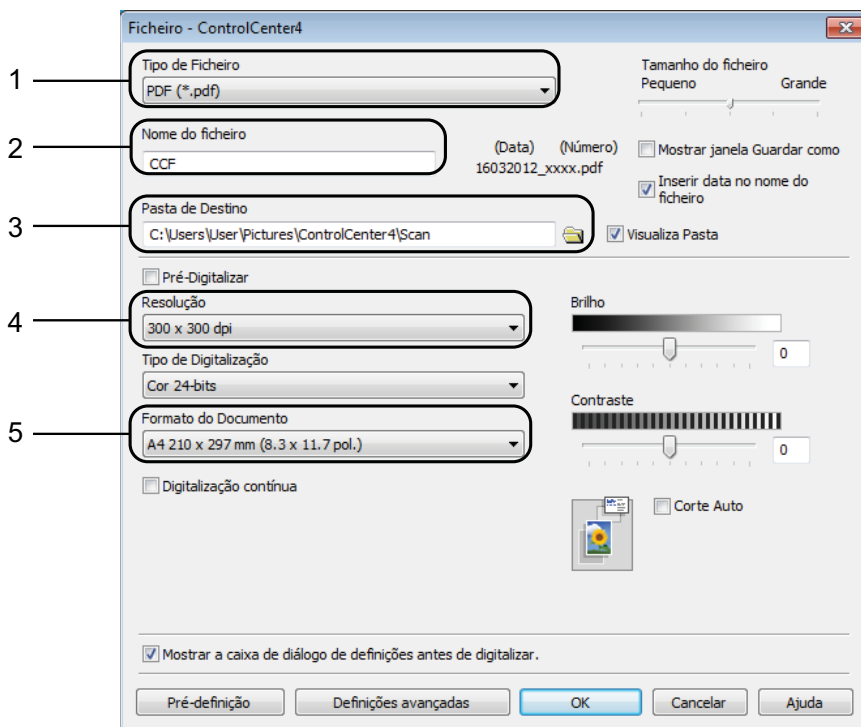 Ficheiro - ControlCenter4
1
Tipo de Ficheiro
PDF (*.pdf)
Tamanho do ficheiro
Pequeno Grande
2
Nome do ficheiro
CCF
(Data) (Número)
16032012_xxxx.pdf
Mostrar janela Guardar como
Inserir data no nome do
ficheiro
3
Pasta de Destino
C:\Users\User\Pictures\ControlCenter4\Scan
Visualiza Pasta
Pré-Digitalizar
4
Resolução
300 x 300 dpi
Brilho
0
Tipo de Digitalização
Cor 24-bits
5
Formato do Documento
A4 210 x 297 mm (8.3 x 11.7 pol.)
Contraste
0
Digitalização contínua
Corte Auto
Mostrar a caixa de diálogo de definições antes de digitalizar.
Pré-definição Definições avançadas OK Cancelar Ajuda